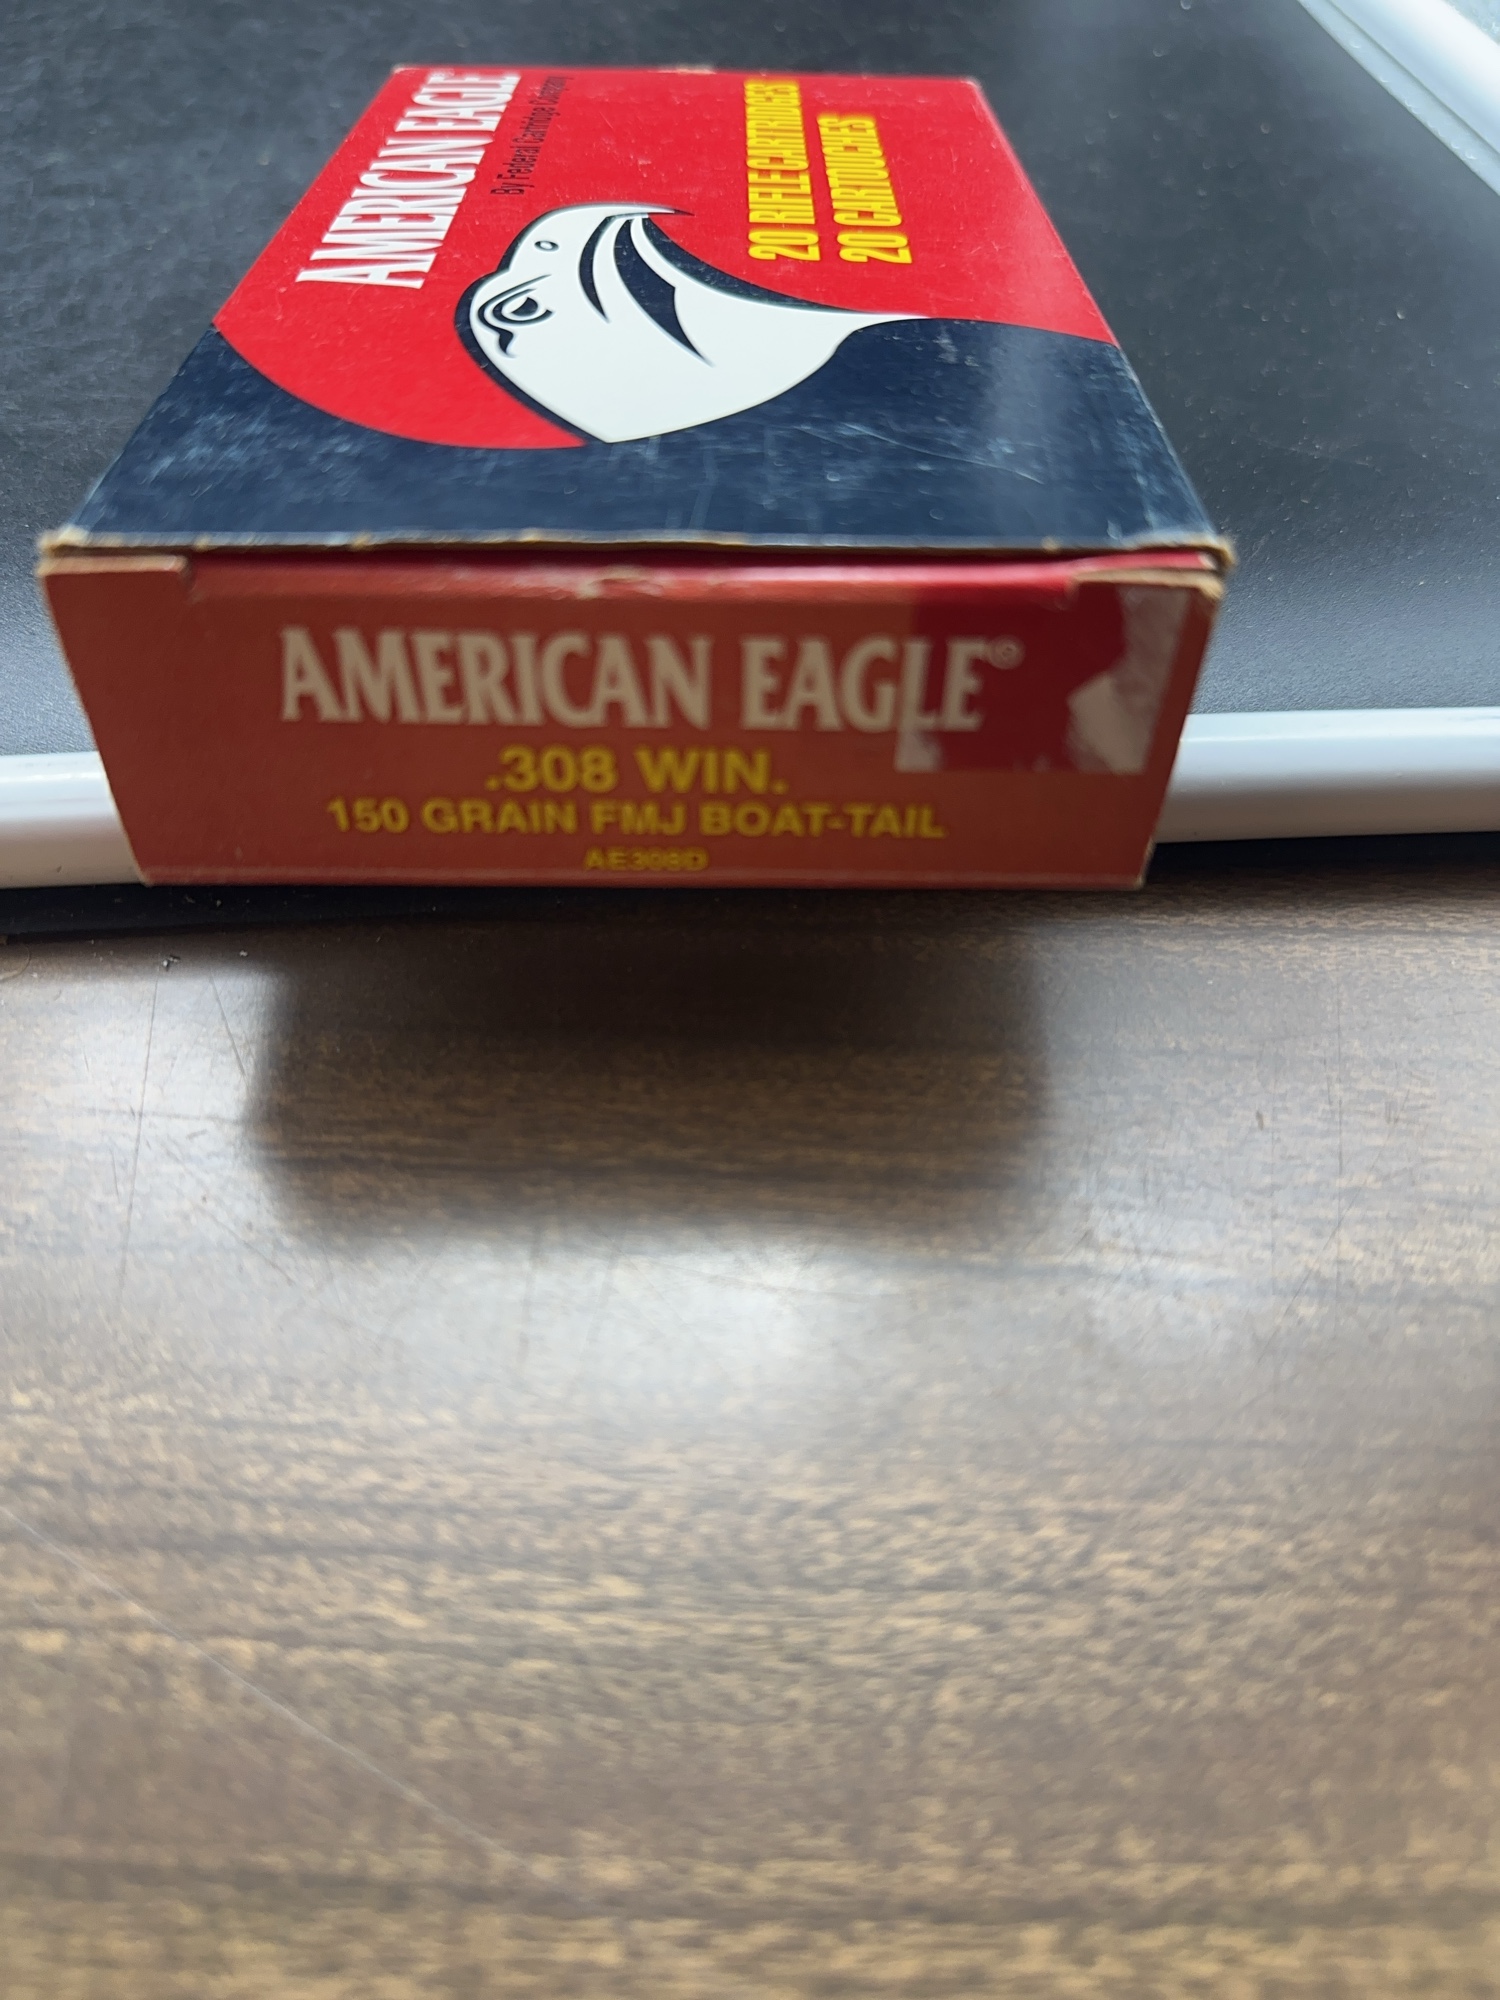 AMERICAN EAGLE
By Federal Cartridge Company
20 RIFLE CARTRIDGES
20 CARTOUCHES
AMERICAN EAGLE®
.308 WIN.
150 GRAIN FMJ BOAT-TAIL
AE308D